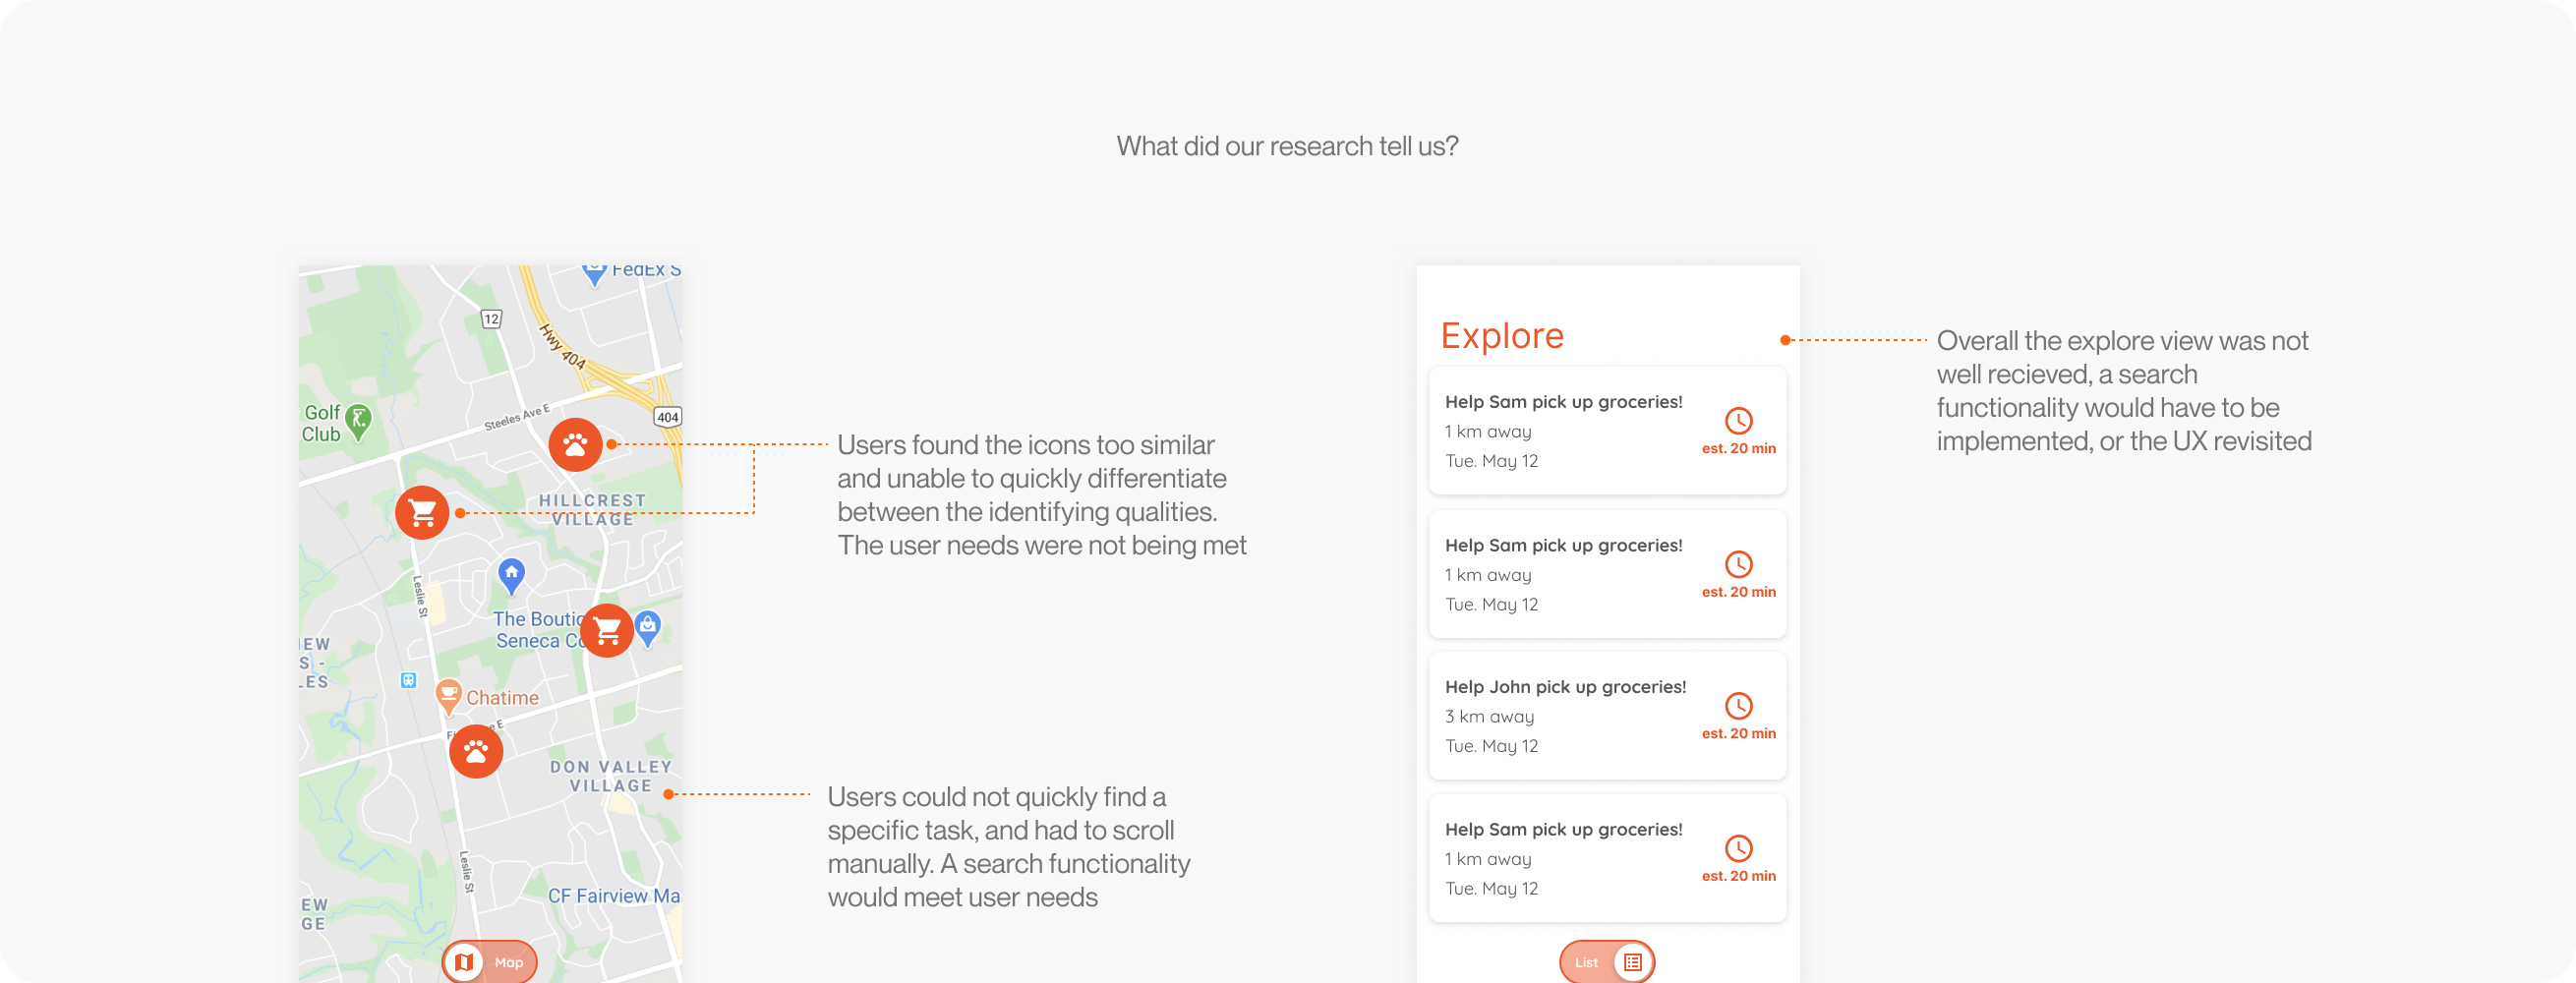 What did our research tell us?
FedEx S
12
Hwy 404
404
Golf
Club
Steeles Ave E
HILLCREST
VILLAGE
Leslie St
The Boutic
Seneca Co
IEW
S -
LES
Chatime
E
DON VALLEY
VILLAGE
Leslie St
CF Fairview Ma
EW
GE
Map
Users found the icons too similar
and unable to quickly differentiate
between the identifying qualities.
The user needs were not being met
Users could not quickly find a
specific task, and had to scroll
manually. A search functionality
would meet user needs
Explore
Help Sam pick up groceries!
1 km away
Tue. May 12
est. 20 min
Help Sam pick up groceries!
1 km away
Tue. May 12
est. 20 min
Help John pick up groceries!
3 km away
Tue. May 12
est. 20 min
Help Sam pick up groceries!
1 km away
Tue. May 12
est. 20 min
List
Overall the explore view was not
well recieved, a search
functionality would have to be
implemented, or the UX revisited